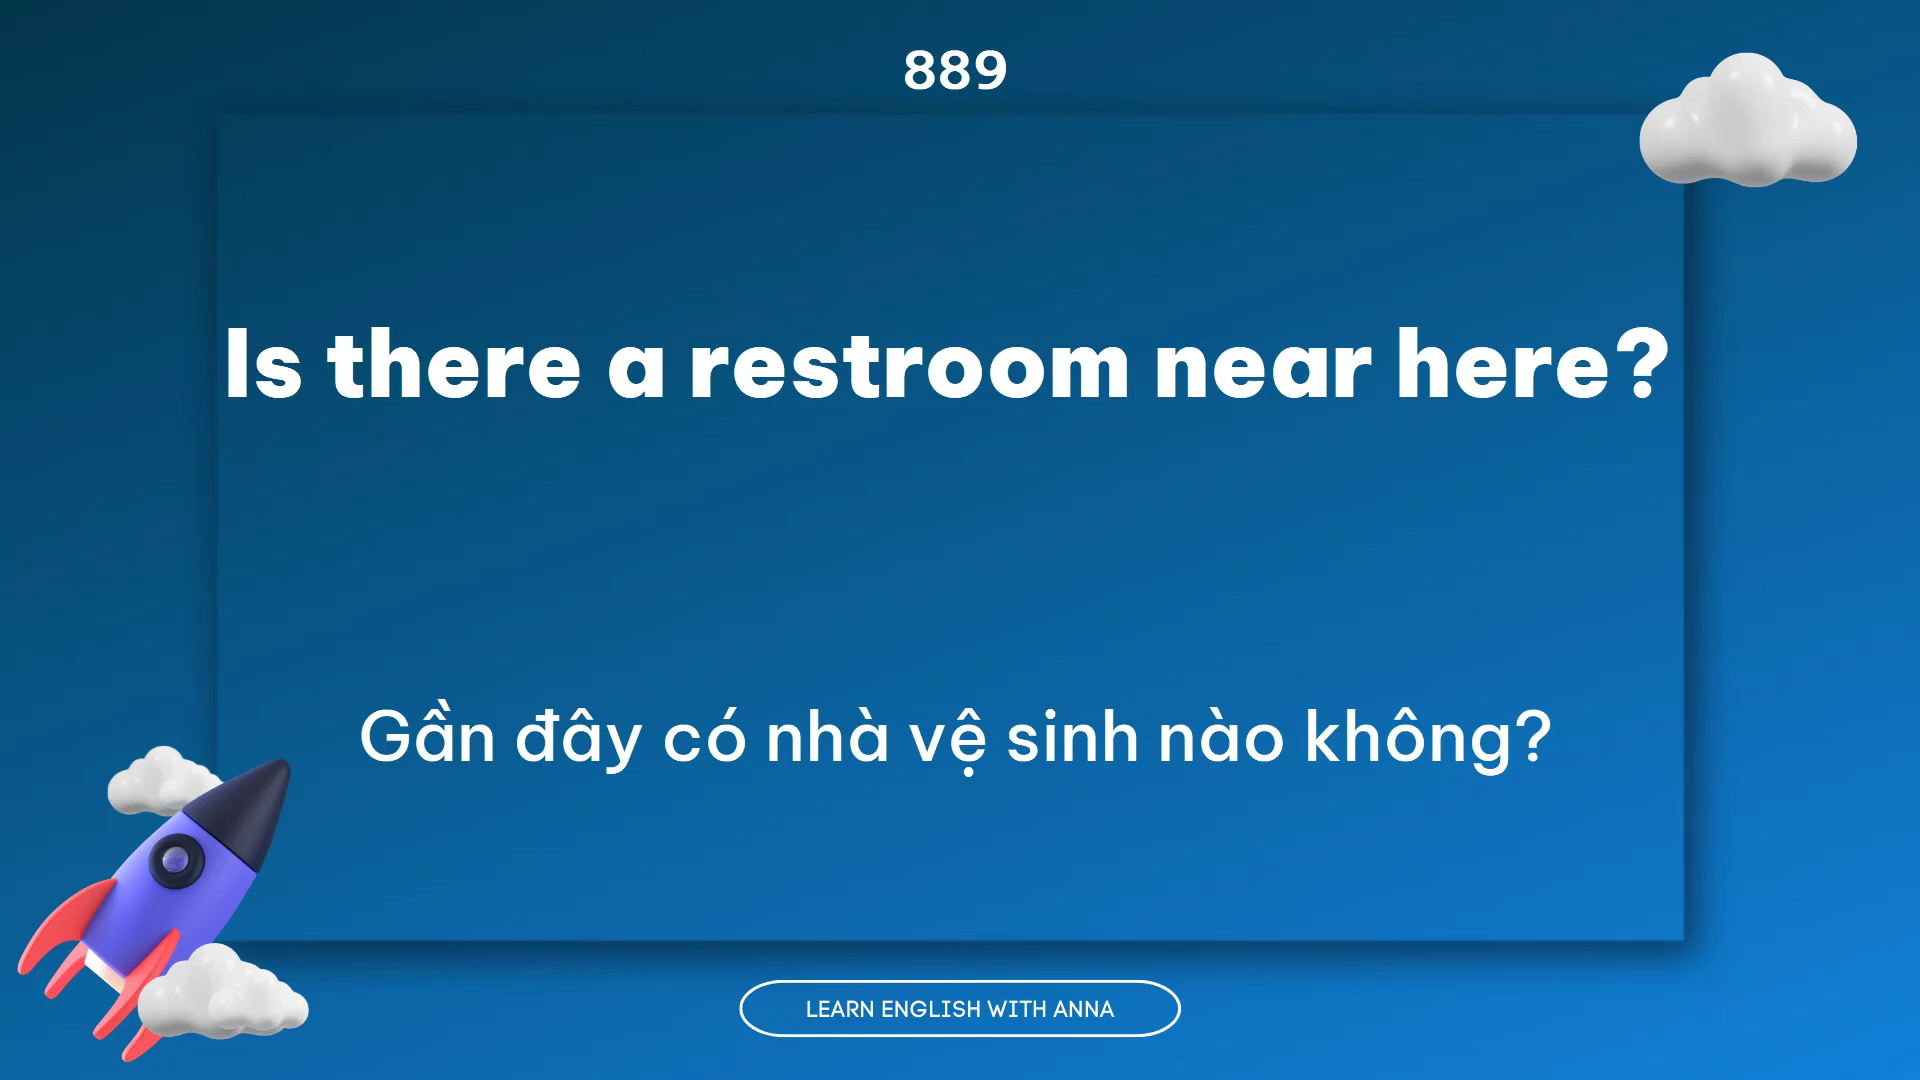 889
Is there a restroom near here?
Gần đây có nhà vệ sinh nào không?
LEARN ENGLISH WITH ANNA